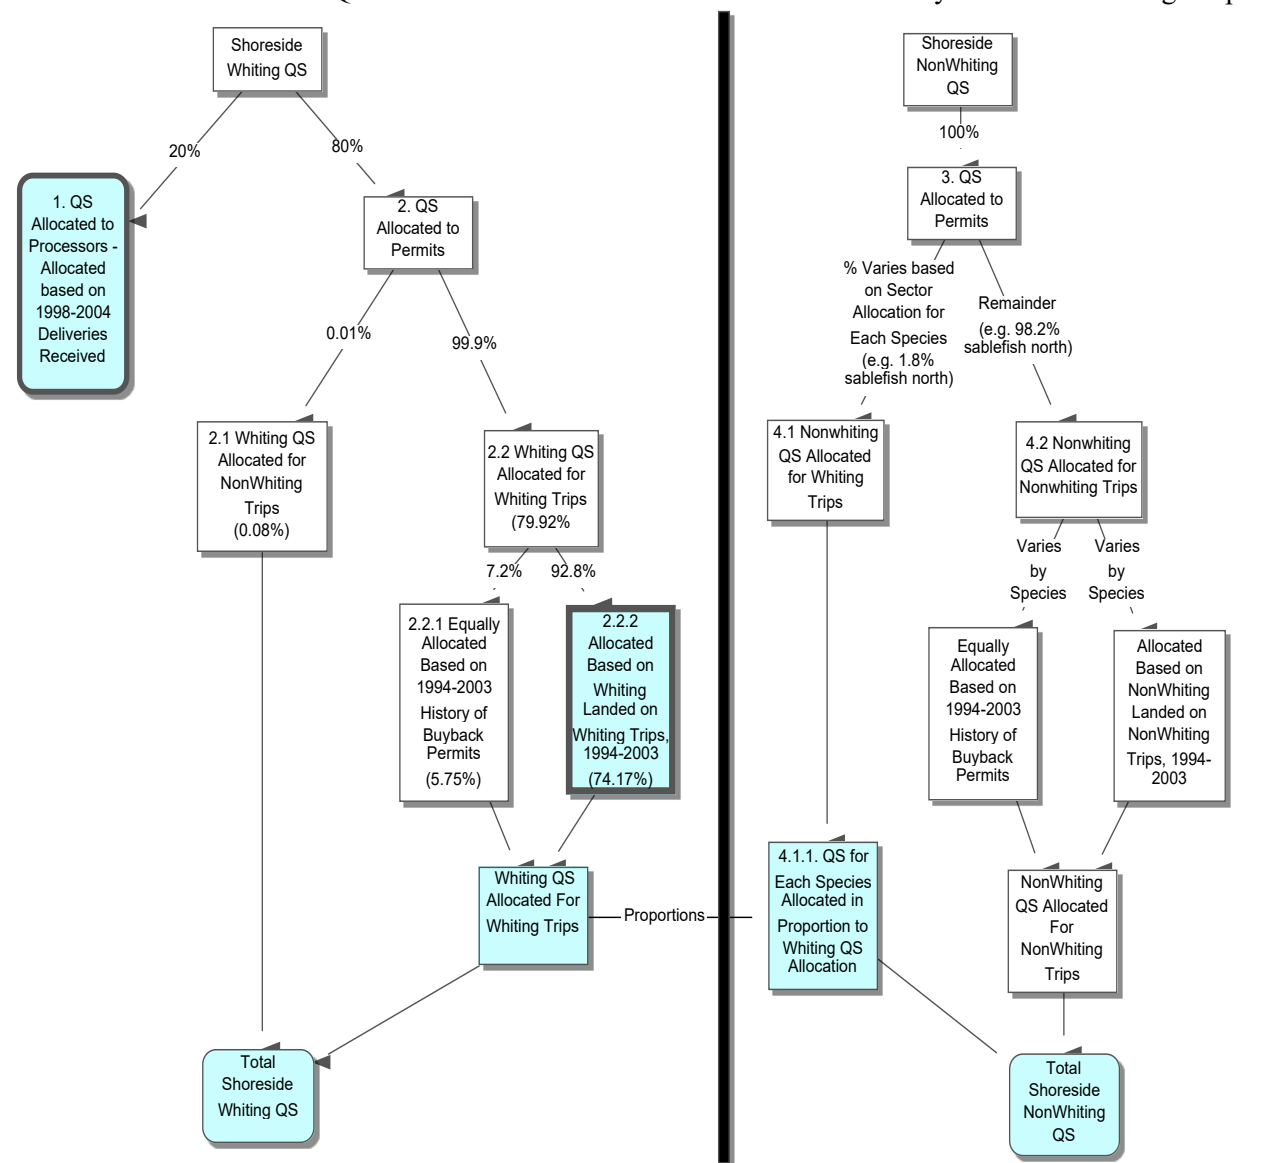 Shoreside
Whiting QS
20%
80%
1. QS
Allocated to
Processors -
Allocated
based on
1998-2004
Deliveries
Received
2. QS
Allocated to
Permits
0.01%
99.9%
2.1 Whiting QS
Allocated for
NonWhiting
Trips
(0.08%)
2.2 Whiting QS
Allocated for
Whiting Trips
(79.92%
7.2%
92.8%
2.2.1 Equally
Allocated
Based on
1994-2003
History of
Buyback
Permits
(5.75%)
2.2.2
Allocated
Based on
Whiting
Landed on
Whiting Trips,
1994-2003
(74.17%)
Whiting QS
Allocated For
Whiting Trips
Proportions
Total
Shoreside
Whiting QS
Shoreside
NonWhiting
QS
100%
3. QS
Allocated to
Permits
% Varies based
on Sector
Allocation for
Each Species
(e.g. 1.8%
sablefish north)
Remainder
(e.g. 98.2%
sablefish north)
4.1 Nonwhiting
QS Allocated
for Whiting
Trips
4.2 Nonwhiting
QS Allocated for
Nonwhiting Trips
Varies
by
Species
Varies
by
Species
Equally
Allocated
Based on
1994-2003
History of
Buyback
Permits
Allocated
Based on
NonWhiting
Landed on
NonWhiting
Trips, 1994-
2003
4.1.1. QS for
Each Species
Allocated in
Proportion to
Whiting QS
Allocation
NonWhiting
QS Allocated
For
NonWhiting
Trips
Total
Shoreside
NonWhiting
QS